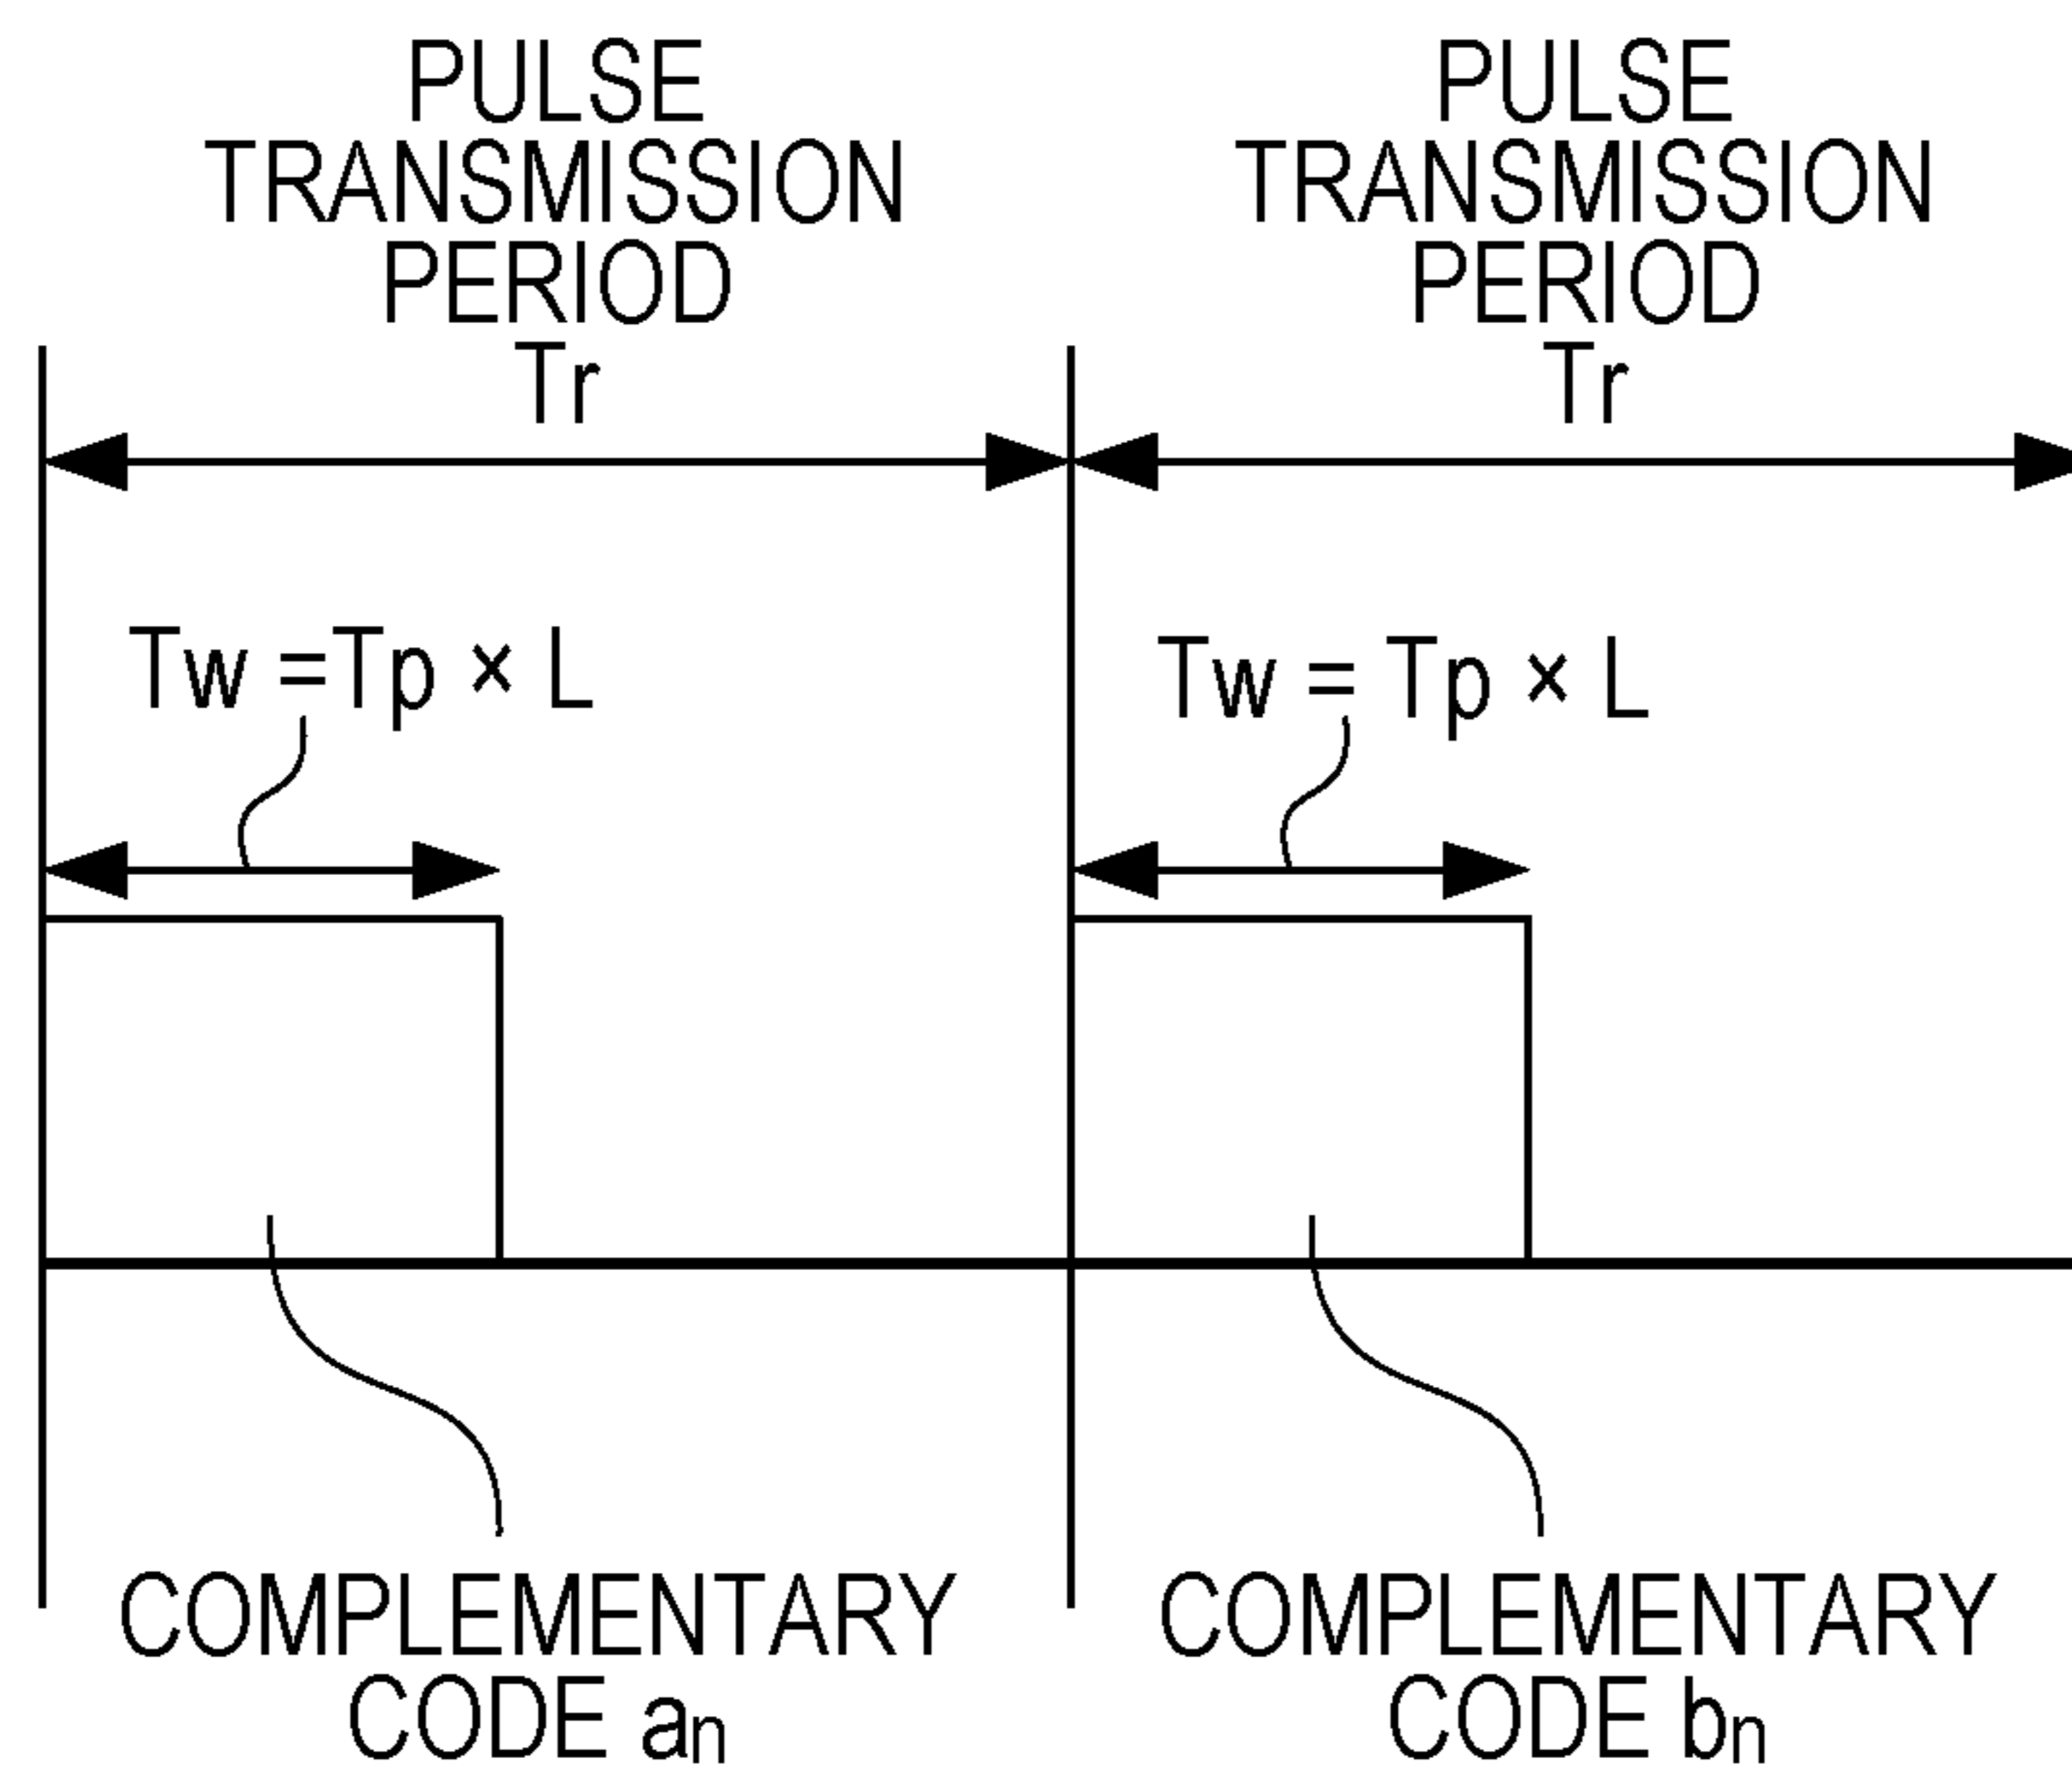 PULSE
TRANSMISSION
PERIOD
Tr
PULSE
TRANSMISSION
PERIOD
Tr
Tw =Tp × L
Tw = Tp × L
COMPLEMENTARY
CODE an
COMPLEMENTARY
CODE bn